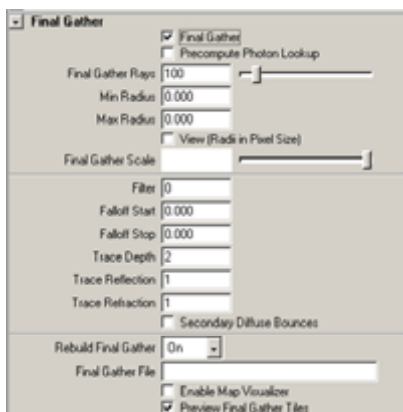 Final Gather
Final Gather
Precompute Photon Lookup
Final Gather Rays 100
Min Radius 0.000
Max Radius 0.000
View (Radii in Pixel Size)
Final Gather Scale
Filter 0
Falloff Start 0.000
Falloff Stop 0.000
Trace Depth 2
Trace Reflection 1
Trace Refraction 1
Secondary Diffuse Bounces
Rebuild Final Gather On
Final Gather File
Enable Map Visualizer
Preview Final Gather Tiles